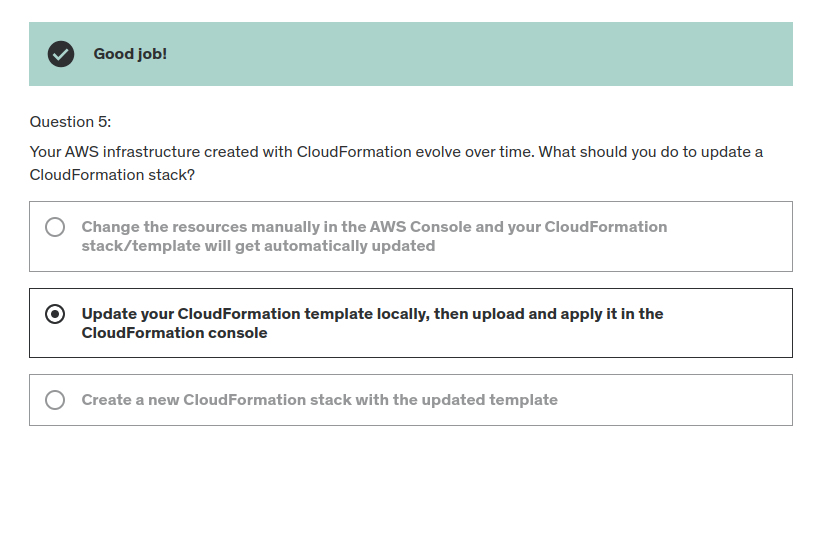 Good job!
Question 5:
Your AWS infrastructure created with CloudFormation evolve over time. What should you do to update a
CloudFormation stack?
Change the resources manually in the AWS Console and your CloudFormation
stack/template will get automatically updated
Update your CloudFormation template locally, then upload and apply it in the
CloudFormation console
Create a new CloudFormation stack with the updated template